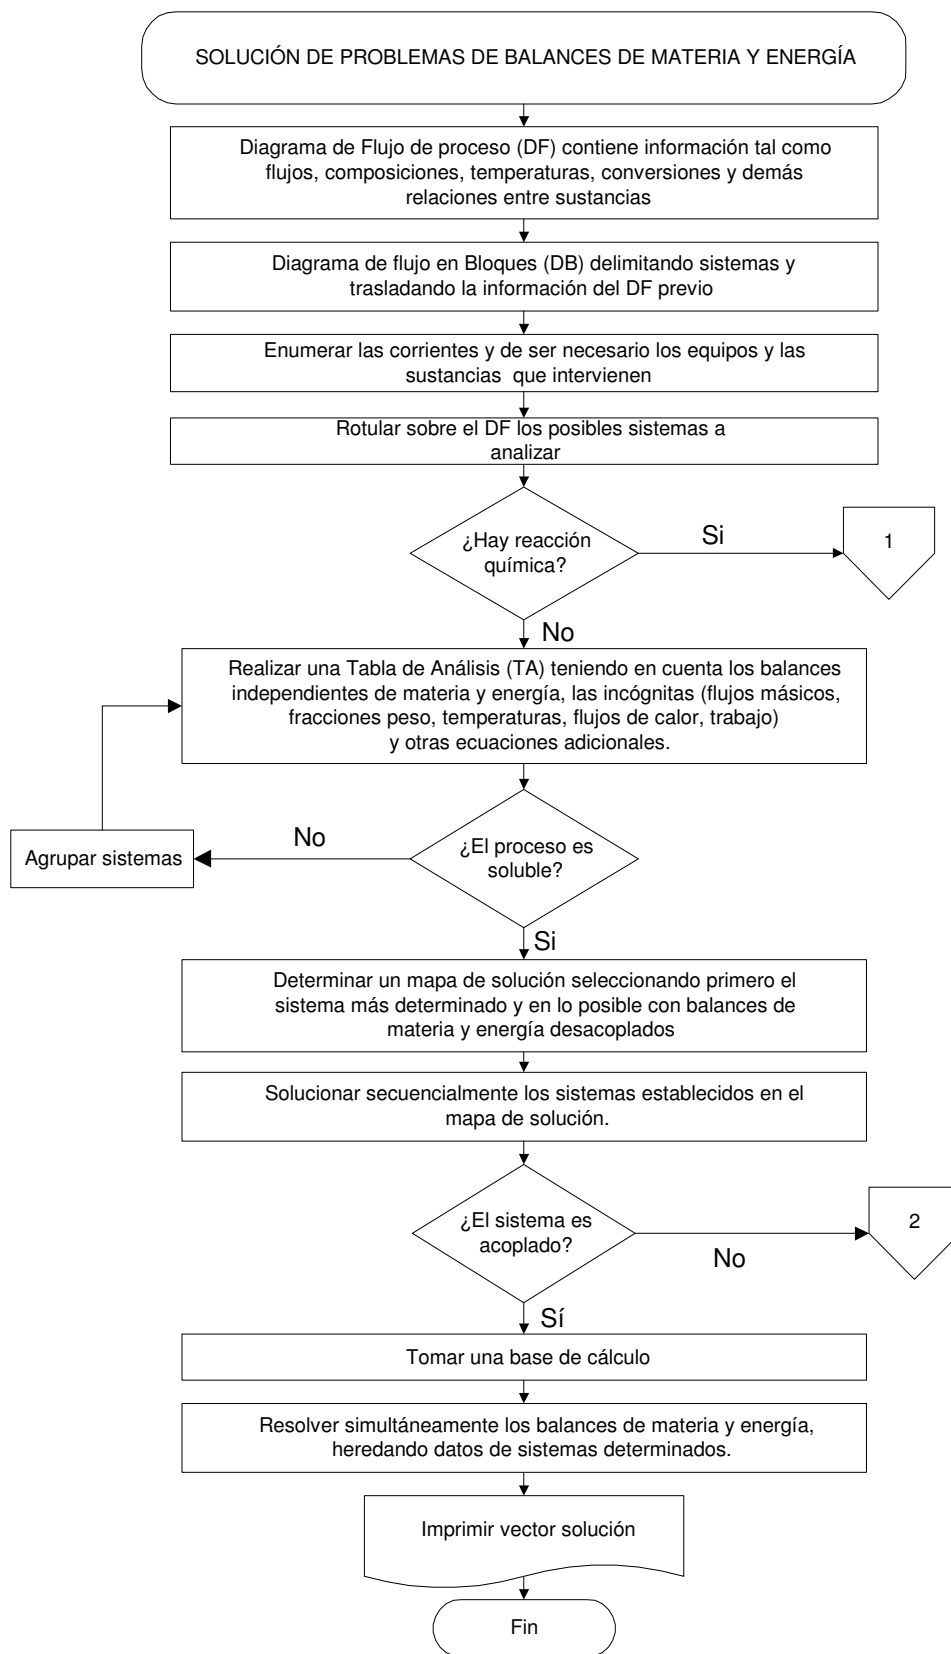 SOLUCIÓN DE PROBLEMAS DE BALANCES DE MATERIA Y ENERGÍA
Diagrama de Flujo de proceso (DF) contiene información tal como
flujos, composiciones, temperaturas, conversiones y demás
relaciones entre sustancias
Diagrama de flujo en Bloques (DB) delimitando sistemas y
trasladando la información del DF previo
Enumerar las corrientes y de ser necesario los equipos y las
sustancias que intervienen
Rotular sobre el DF los posibles sistemas a
analizar
¿Hay reacción
química?
Si
1
No
Realizar una Tabla de Análisis (TA) teniendo en cuenta los balances
independientes de materia y energía, las incógnitas (flujos másicos,
fracciones peso, temperaturas, flujos de calor, trabajo)
y otras ecuaciones adicionales.
¿El proceso es
soluble?
No
Agrupar sistemas
Si
Determinar un mapa de solución seleccionando primero el
sistema más determinado y en lo posible con balances de
materia y energía desacoplados
Solucionar secuencialmente los sistemas establecidos en el
mapa de solución.
¿El sistema es
acoplado?
No
2
Sí
Tomar una base de cálculo
Resolver simultáneamente los balances de materia y energía,
heredando datos de sistemas determinados.
Imprimir vector solución
Fin